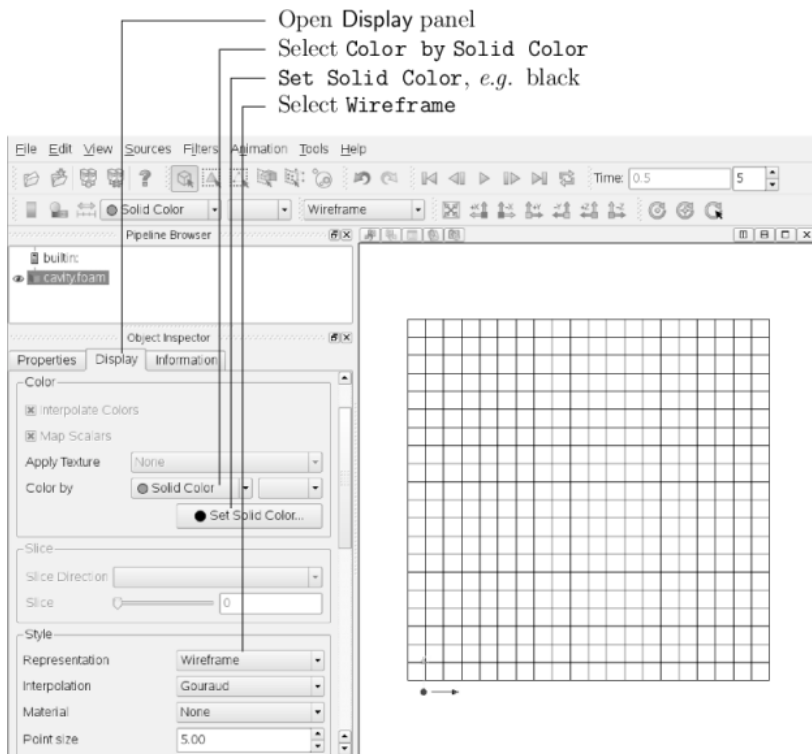 Open Display panel
Select Color by Solid Color
Set Solid Color, e.g. black
Select Wireframe
File Edit View Sources Filters Animation Tools Help
Time: 0.5 5
Solid Color Wireframe
Pipeline Browser
builtin:
cavity.foam
Object Inspector
Properties Display Information
Color
Interpolate Colors
Map Scalars
Apply Texture None
Color by Solid Color
Set Solid Color...
Slice
Slice Direction
Slice 0
Style
Representation Wireframe
Interpolation Gouraud
Material None
Point size 5.00